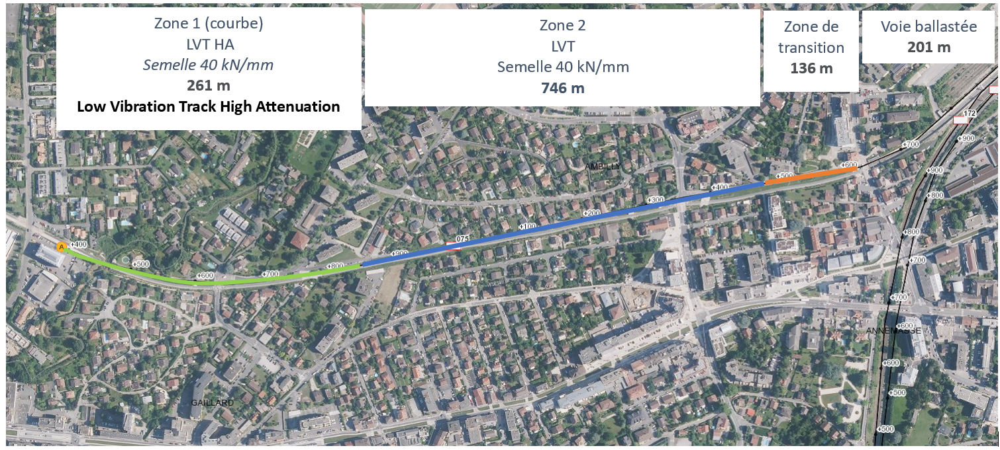 Zone 1 (courbe)
LVT HA
Semelle 40 kN/mm
261 m
Low Vibration Track High Attenuation
Zone 2
LVT
Semelle 40 kN/mm
746 m
Zone de
transition
136 m
Voie ballastée
201 m
172
+900
+700
+600
+500
+400
+300
+200
+100
075
+900
+800
+700
+600
+500
+400
A
AMBILLY
+900
+800
+800
+700
+700
+600
ANNEMASSE
+600
+500
+500
GAILLARD